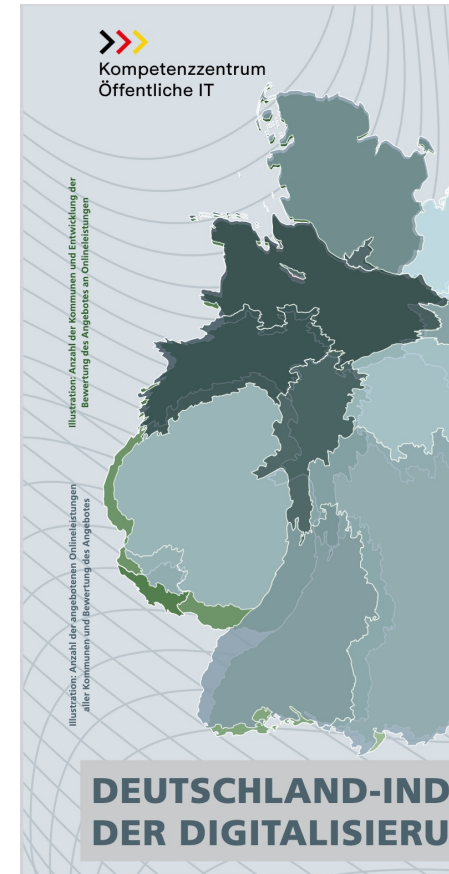 Kompetenzzentrum
Öffentliche IT
Illustration: Anzahl der Kommunen und Entwicklung der
Bewertung des Angebotes an Onlineleistungen
Illustration: Anzahl der angebotenen Onlineleistungen
aller Kommunen und Bewertung des Angebotes
DEUTSCHLAND-IND
DER DIGITALISIERU